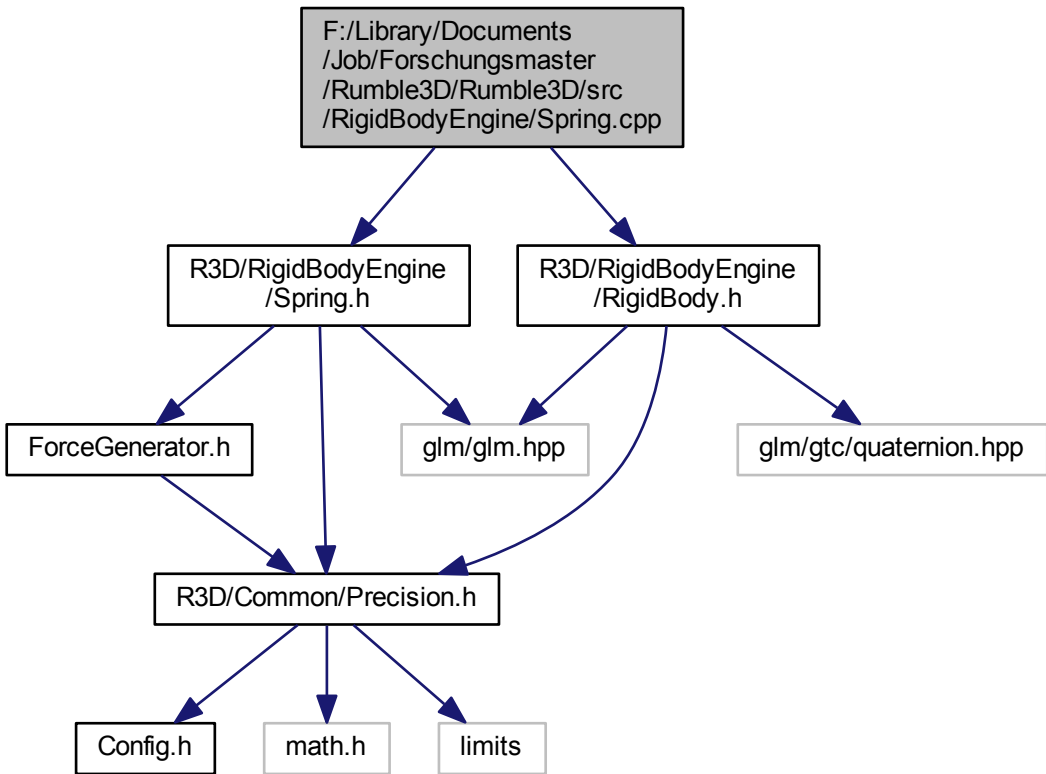 F:/Library/Documents
/Job/Forschungsmaster
/Rumble3D/Rumble3D/src
/RigidBodyEngine/Spring.cpp
R3D/RigidBodyEngine
/Spring.h
R3D/RigidBodyEngine
/RigidBody.h
ForceGenerator.h
glm/glm.hpp
glm/gtc/quaternion.hpp
R3D/Common/Precision.h
Config.h
math.h
limits